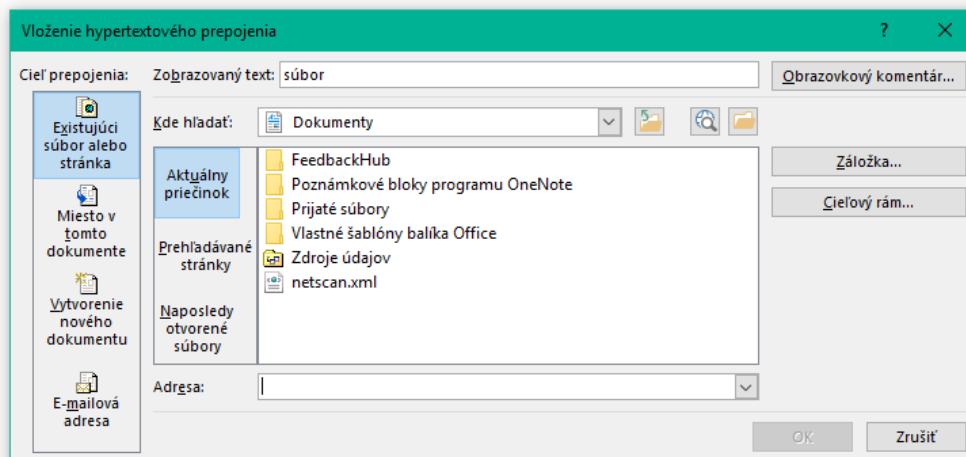 Vloženie hypertextového prepojenia
?
Cieľ prepojenia:
Zobrazovaný text: súbor
Obrazovkový komentár...
Existujúci
súbor alebo
stránka
Miesto v
tomto
dokumente
Vytvorenie
nového
dokumentu
E-mailová
adresa
Kde hľadať:
Dokumenty
Aktuálny
priečinok
Prehľadávané
stránky
Naposledy
otvorené
súbory
FeedbackHub
Poznámkové bloky programu OneNote
Prijaté súbory
Vlastné šablóny balíka Office
Zdroje údajov
netscan.xml
Záložka...
Cieľový rám...
Adresa:
OK
Zrušiť